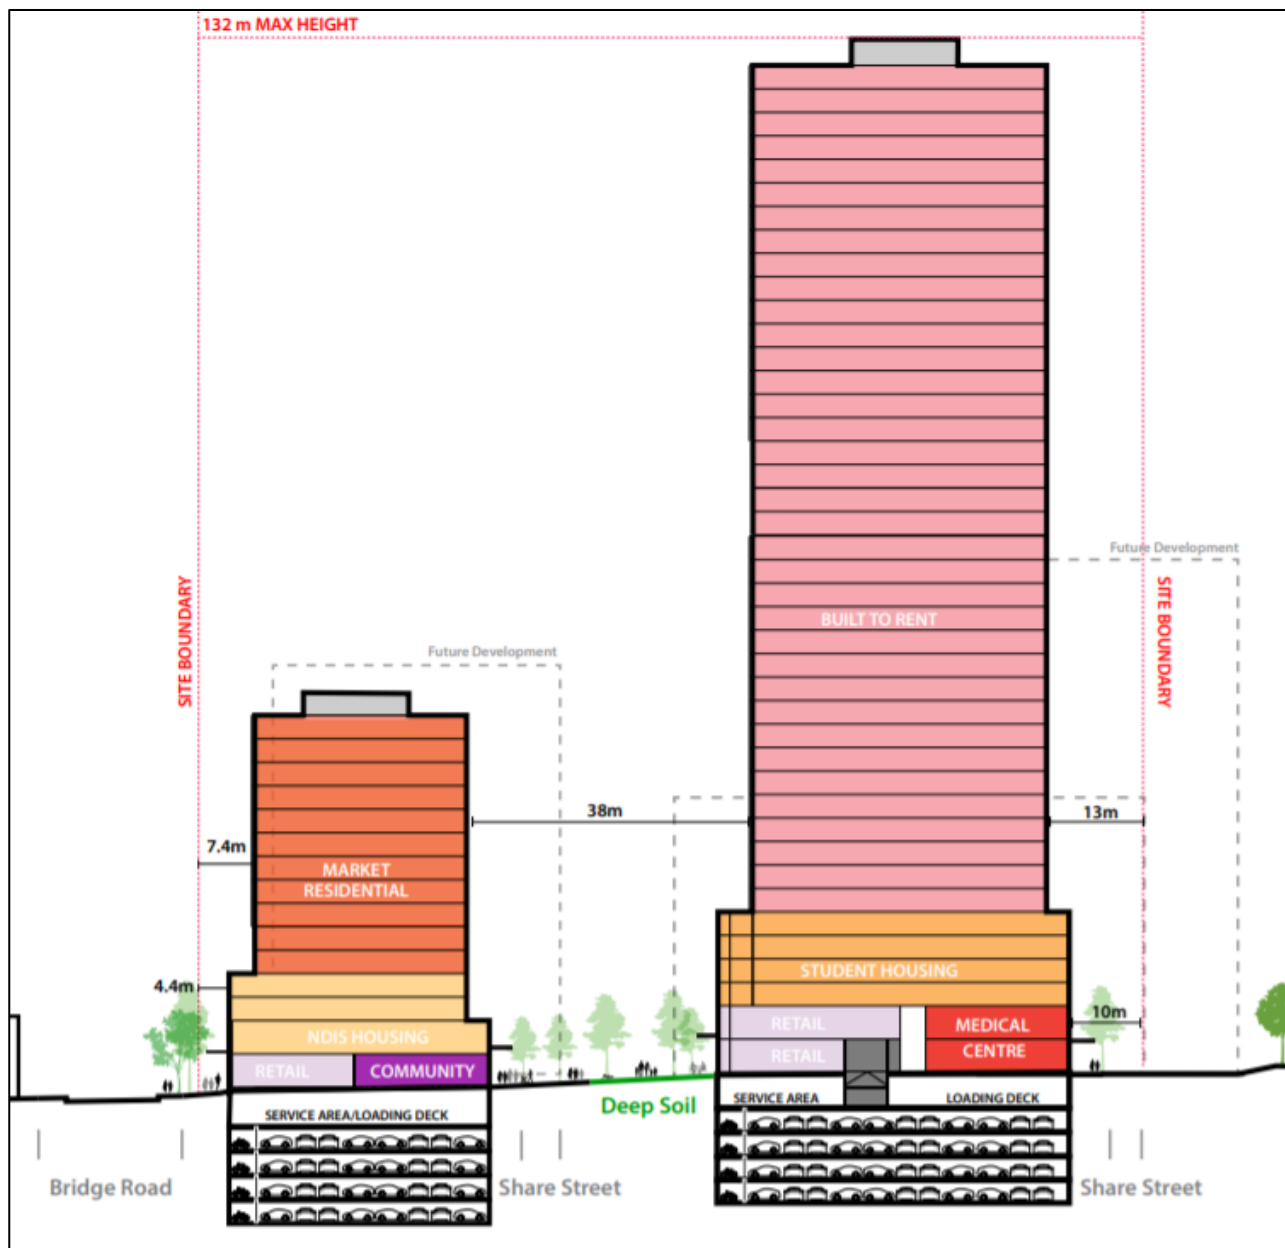 132 m MAX HEIGHT
Future Development
SITE BOUNDARY
SITE BOUNDARY
BUILT TO RENT
Future Development
38m
13m
7.4m
MARKET
RESIDENTIAL
4.4m
STUDENT HOUSING
10m
RETAIL
MEDICAL
NDIS HOUSING
RETAIL
CENTRE
RETAIL
COMMUNITY
Deep Soil
SERVICE AREA
LOADING DECK
SERVICE AREA/LOADING DECK
Bridge Road
Share Street
Share Street